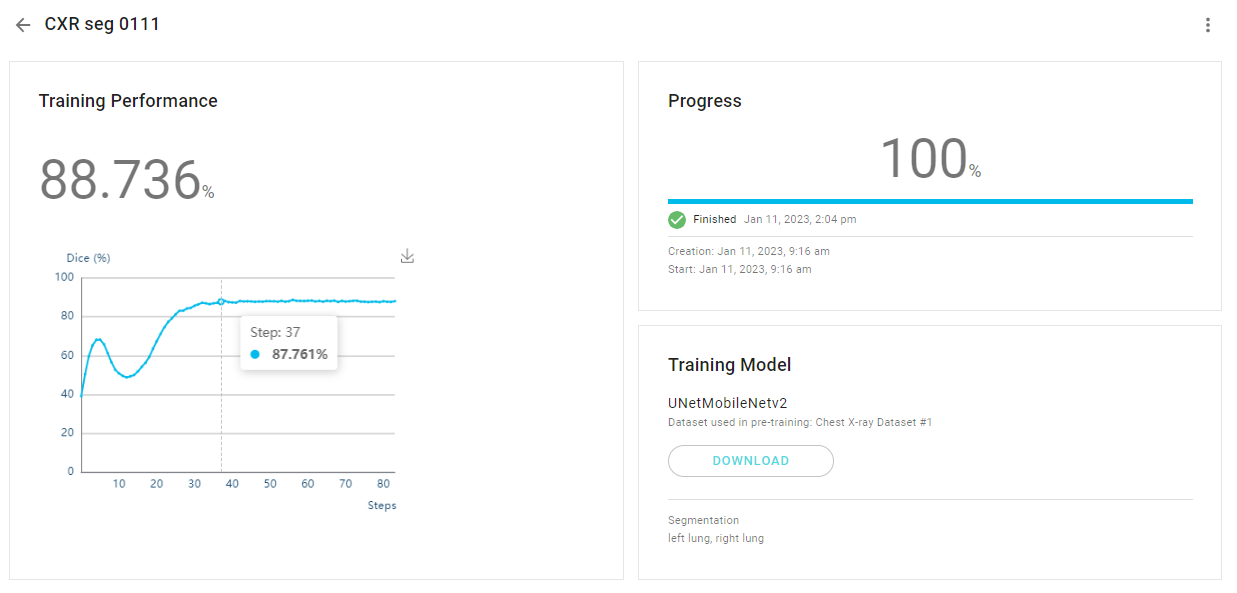 CXR seg 0111
Training Performance
88.736%
Dice (%)
100
80
60
40
20
0
Step: 37
87.761%
10 20 30 40 50 60 70 80
Steps
Progress
100%
Finished Jan 11, 2023, 2:04 pm
Creation: Jan 11, 2023, 9:16 am
Start: Jan 11, 2023, 9:16 am
Training Model
UNetMobileNetv2
Dataset used in pre-training: Chest X-ray Dataset #1
DOWNLOAD
Segmentation
left lung, right lung